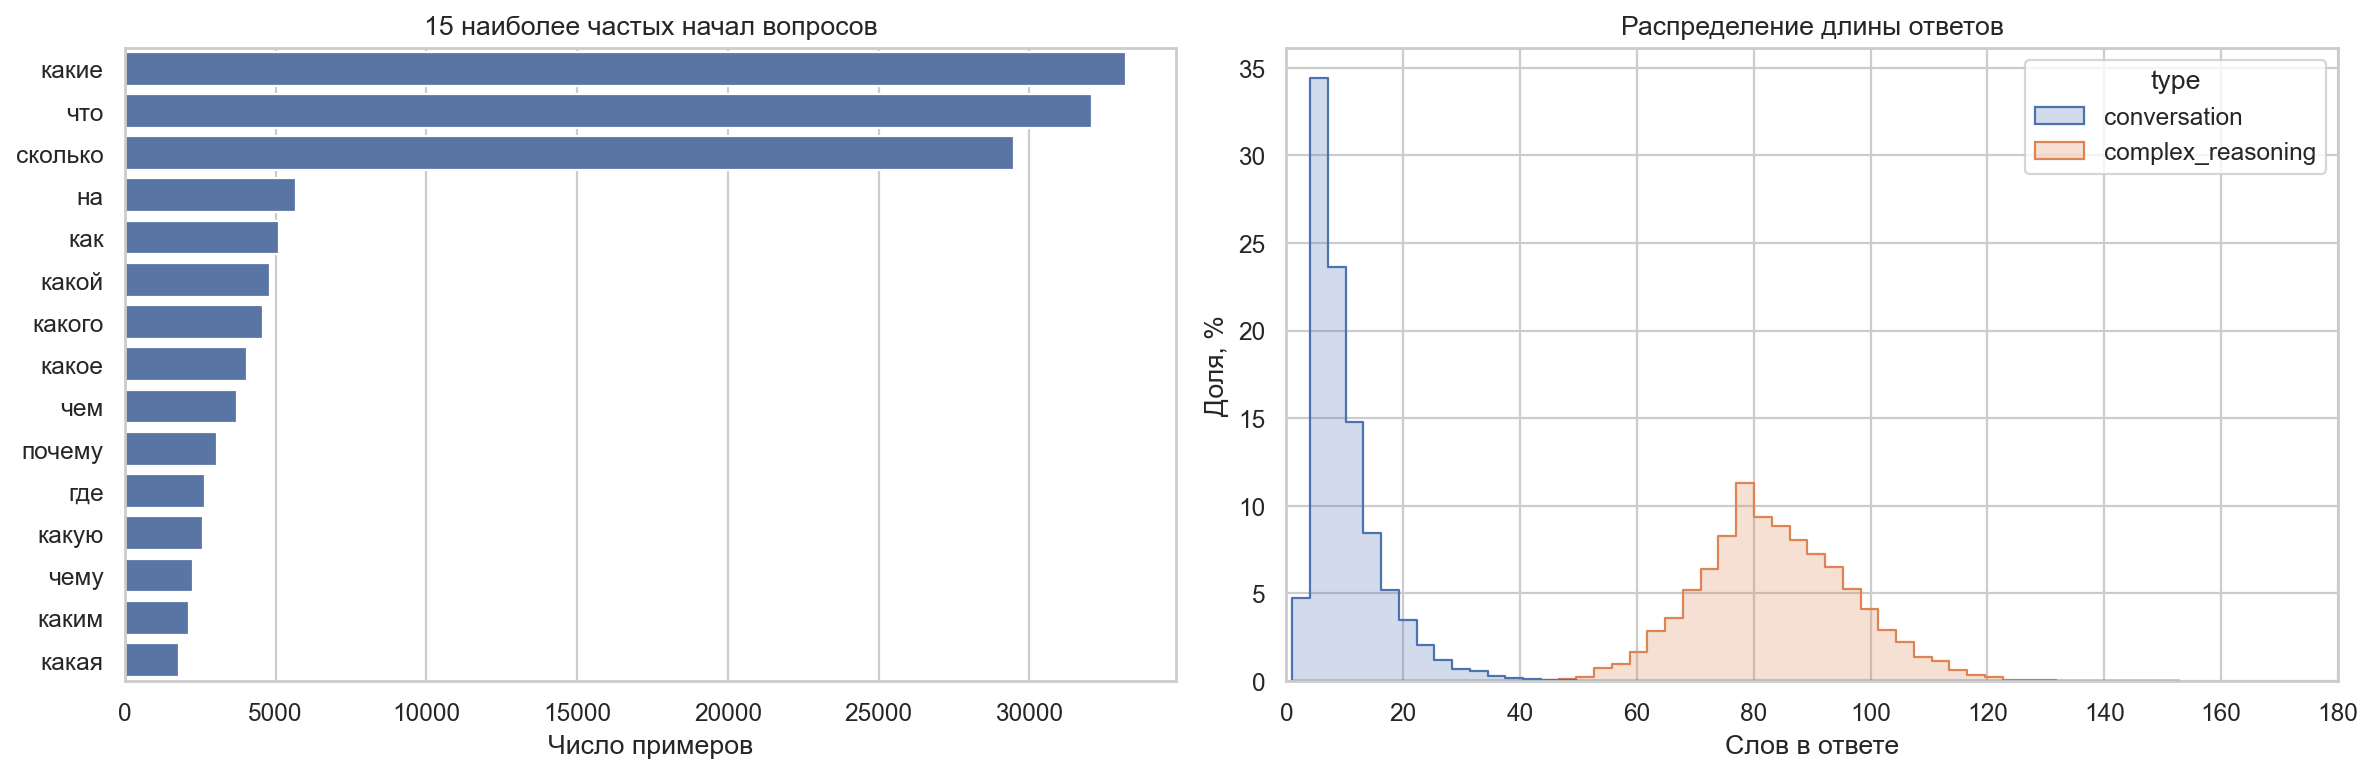 15 наиболее частых начал вопросов
какие
что
сколько
на
как
какой
какого
какое
чем
почему
где
какую
чему
каким
какая
0 5000 10000 15000 20000 25000 30000
Число примеров
Распределение длины ответов
Доля, %
35
30
25
20
15
10
5
0
type
conversation
complex_reasoning
0 20 40 60 80 100 120 140 160 180
Слов в ответе